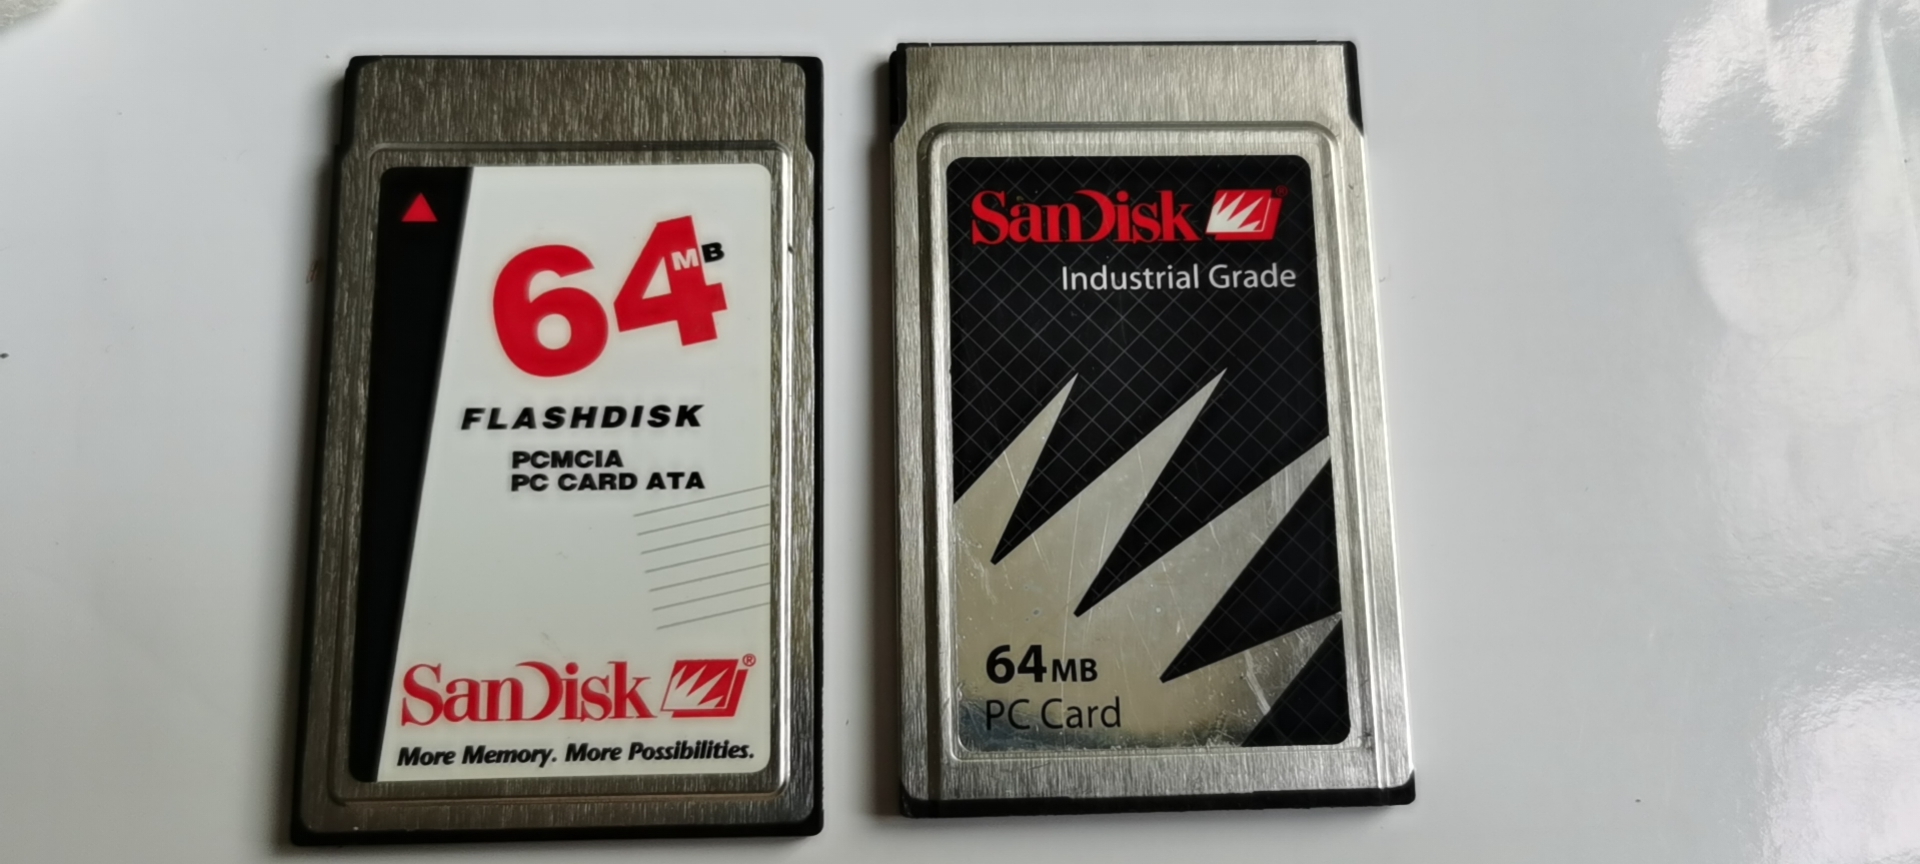 64MB
FLASHDISK
PCMCIA
PC CARD ATA
SanDisk®
More Memory. More Possibilities.
SanDisk®
Industrial Grade
64MB
PC Card